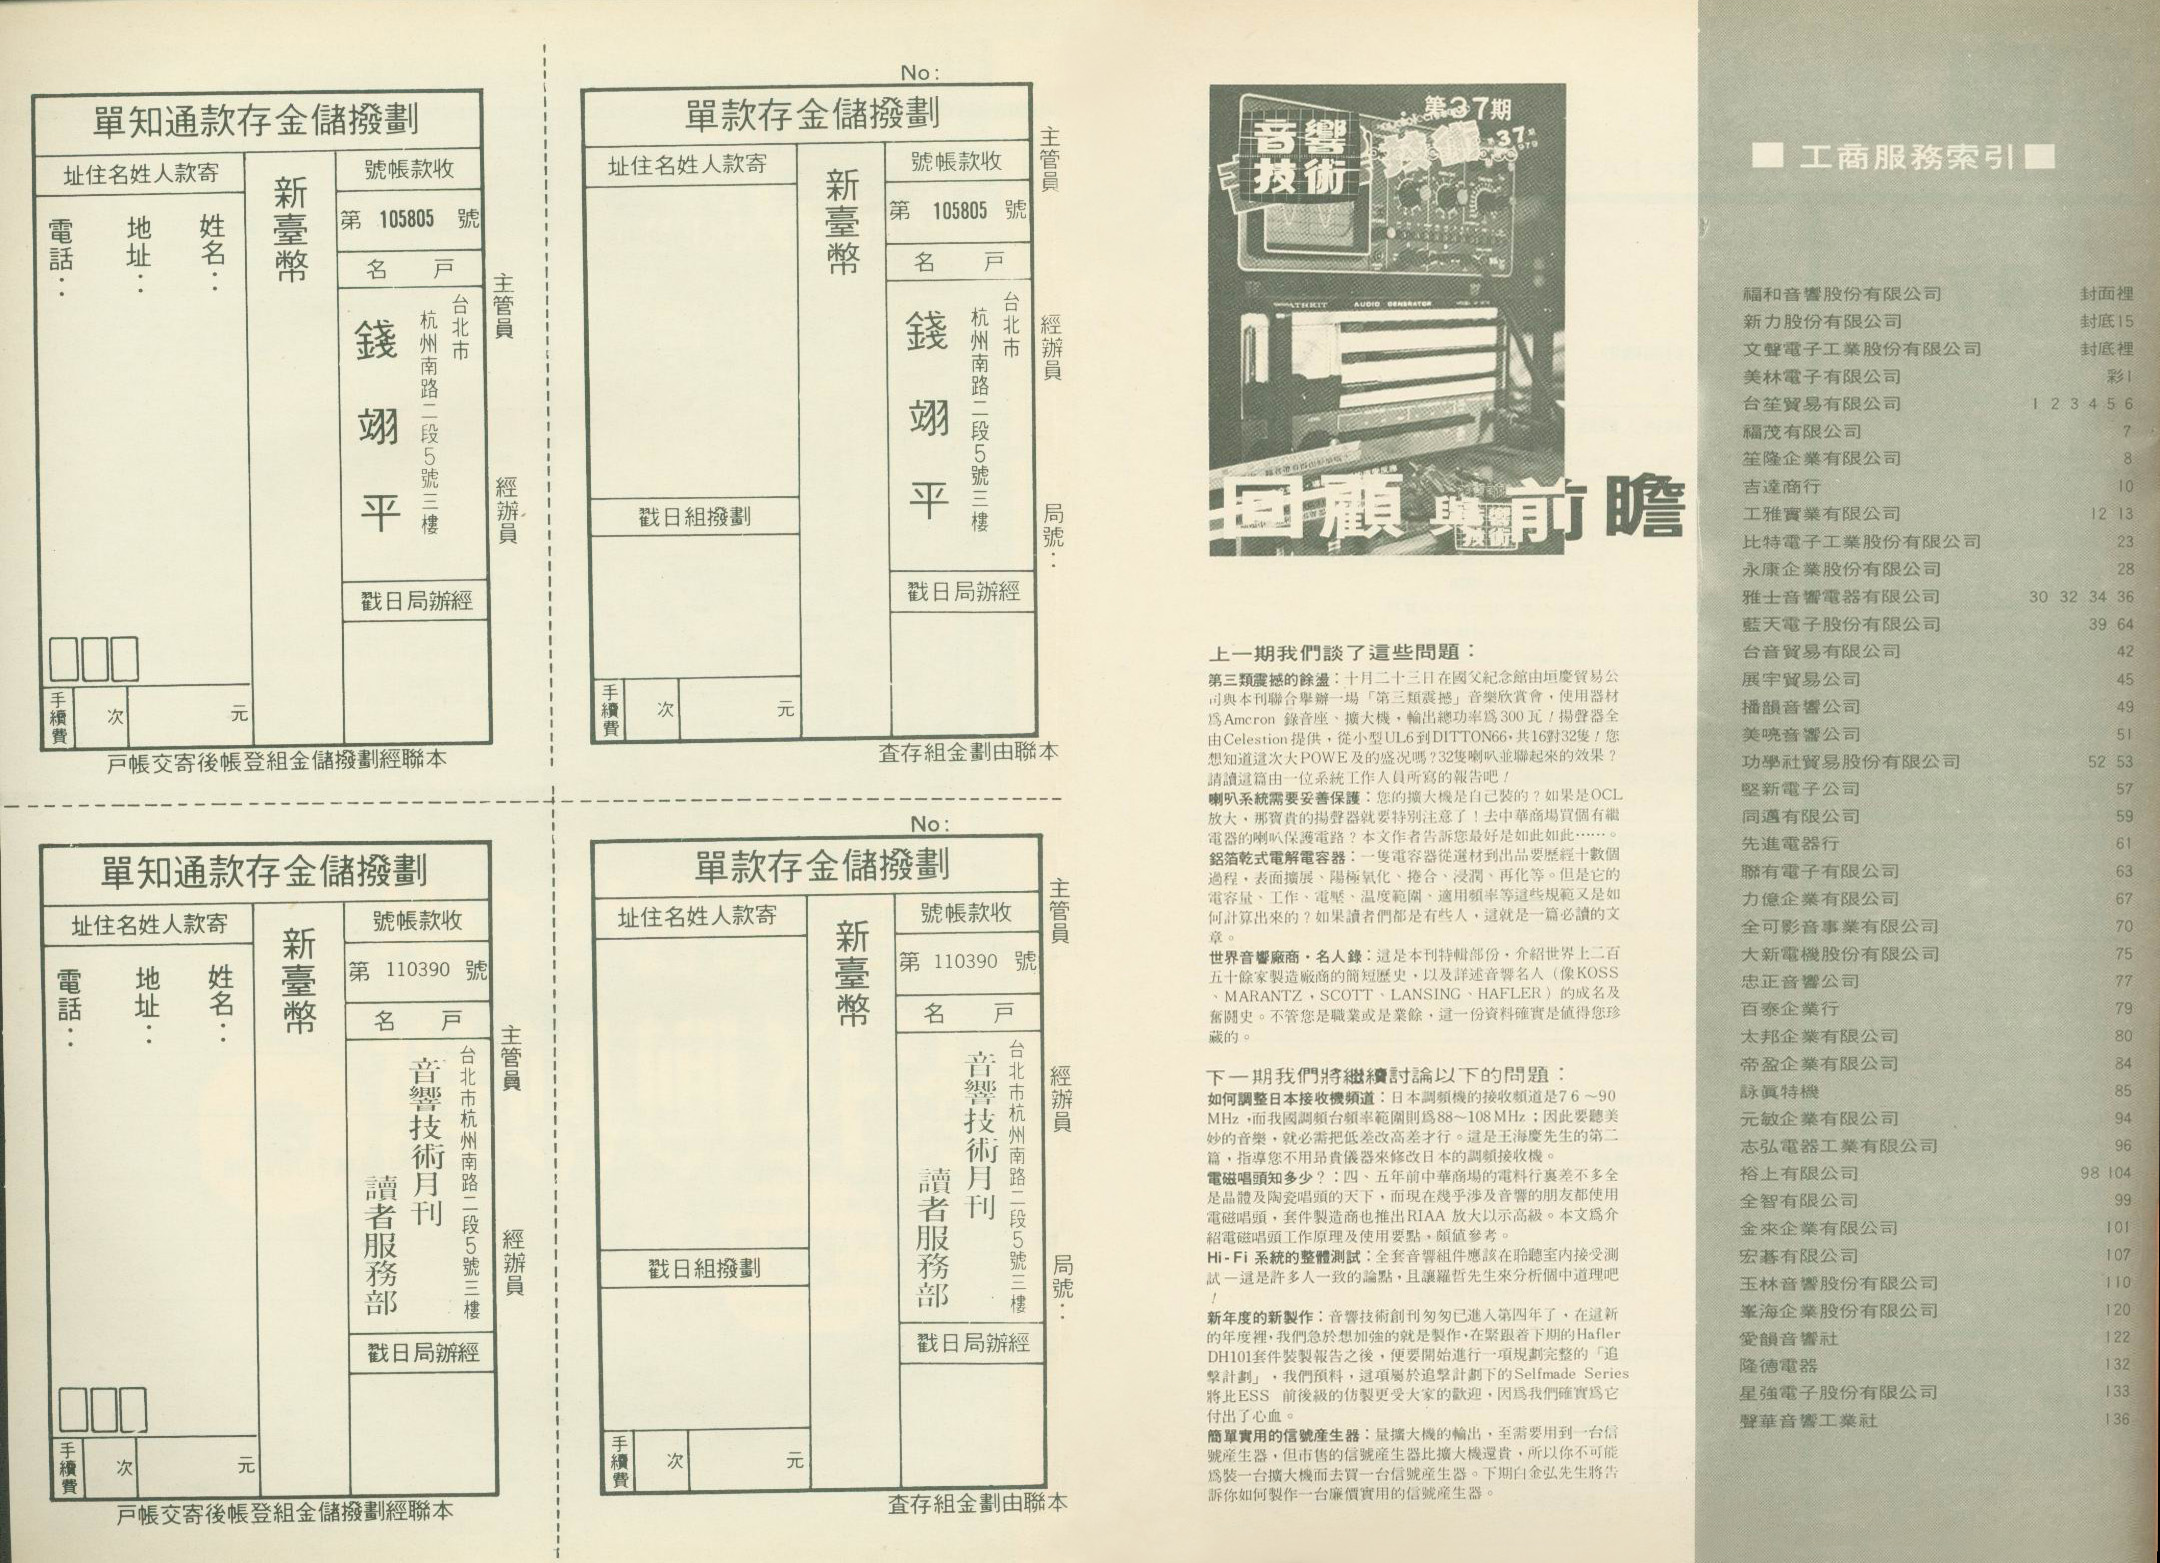 劃撥儲金存款通知單
收款帳號
第 105805 號
戶名
台北市
杭州南路二段5號三樓
錢翊平
經辦局日戳
新臺幣
寄款人姓名住址
姓名：
地址：
電話：
手續費
次
元
主管員
經辦員
本聯經劃撥儲金組登帳後寄交帳戶
No:
劃撥儲金存款單
收款帳號
第 105805 號
戶名
台北市
杭州南路二段5號三樓
錢翊平
經辦局日戳
新臺幣
寄款人姓名住址
劃撥組日戳
手續費
次
元
主管員
經辦員
局號：
本聯由劃金組存査
劃撥儲金存款通知單
收款帳號
第 110390 號
戶名
台北市杭州南路二段5號三樓
音響技術月刊
讀者服務部
經辦局日戳
新臺幣
寄款人姓名住址
姓名：
地址：
電話：
手續費
次
元
主管員
經辦員
本聯經劃撥儲金組登帳後寄交帳戶
No:
劃撥儲金存款單
收款帳號
第 110390 號
戶名
台北市杭州南路二段5號三樓
音響技術月刊
讀者服務部
經辦局日戳
新臺幣
寄款人姓名住址
劃撥組日戳
手續費
次
元
主管員
經辦員
局號：
本聯由劃金組存査
第37期
音響
技術
AUDIO GENERATOR
回顧與前瞻
上一期我們談了這些問題：
第三類震撼的餘盪：十月二十三日在國父紀念館由垣慶貿易公
司與本刊聯合舉辦一場「第三類震撼」音樂欣賞會，使用器材
爲Amcron 錄音座、擴大機，輸出總功率爲300瓦！揚聲器全
由Celestion提供，從小型UL6到DITTON66，共16對32隻！您
想知道這次大POWE及的盛況嗎？32隻喇叭並聯起來的效果？
請讀這篇由一位系統工作人員所寫的報告吧！
喇叭系統需要妥善保護：您的擴大機是自己裝的？如果是OCL
放大，那寶貴的揚聲器就要特別注意了！去中華商場買個有繼
電器的喇叭保護電路？本文作者告訴您最好是如此如此……。
鋁箔乾式電解電容器：一隻電容器從選材到出品要歷經十數個
過程，表面擴展、陽極氧化、捲合、浸潤、再化等。但是它的
電容量、工作、電壓、温度範圍、適用頻率等這些規範又是如
何計算出來的？如果讀者們都是有些人，這就是一篇必讀的文
章。
世界音響廠商・名人錄：這是本刊特輯部份，介紹世界上二百
五十餘家製造廠商的簡短歷史，以及詳述音響名人（像KOSS
、MARANTZ，SCOTT、LANSING、HAFLER）的成名及
奮鬪史。不管您是職業或是業餘，這一份資料確實是値得您珍
藏的。
下一期我們將繼續討論以下的問題：
如何調整日本接收機頻道：日本調頻機的接收頻道是76～90
MHz，而我國調頻台頻率範圍則爲88～108MHz；因此要聽美
妙的音樂，就必需把低差改高差才行。這是王海慶先生的第二
篇，指導您不用昻貴儀器來修改日本的調頻接收機。
電磁唱頭知多少？：四、五年前中華商場的電料行裏差不多全
是晶體及陶瓷唱頭的天下，而現在幾乎渉及音響的朋友都使用
電磁唱頭，套件製造商也推出RIAA 放大以示高級。本文爲介
紹電磁唱頭工作原理及使用要點，頗値參考。
Hi-Fi 系統的整體測試：全套音響組件應該在聆聽室内接受測
試－這是許多人一致的論點，且讓羅哲先生來分析個中道理吧
！
新年度的新製作：音響技術創刊匆匆已進入第四年了，在這新
的年度裡，我們急於想加強的就是製作，在緊跟着下期的Hafler
DH101套件裝製報告之後，便要開始進行一項規劃完整的「追
擊計劃」，我們預料，這項屬於追擊計劃下的Selfmade Series
將比ESS 前後級的仿製更受大家的歡迎，因爲我們確實爲它
付出了心血。
簡單實用的信號産生器：量擴大機的輸出，至需要用到一台信
號産生器，但市售的信號産生器比擴大機還貴，所以你不可能
爲裝一台擴大機而去買一台信號産生器。下期白金弘先生將告
訴你如何製作一台廉價實用的信號産生器。
■ 工商服務索引 ■
福和音響股份有限公司 封面裡
新力股份有限公司 封底15
文聲電子工業股份有限公司 封底裡
美林電子有限公司 彩1
台笙貿易有限公司 1 2 3 4 5 6
福茂有限公司 7
笙隆企業有限公司 8
吉達商行 10
工雅實業有限公司 12 13
比特電子工業股份有限公司 23
永康企業股份有限公司 28
雅士音響電器有限公司 30 32 34 36
藍天電子股份有限公司 39 64
台音貿易有限公司 42
展宇貿易公司 45
播韻音響公司 49
美喨音響公司 51
功學社貿易股份有限公司 52 53
堅新電子公司 57
同邁有限公司 59
先進電器行 61
聯有電子有限公司 63
力億企業有限公司 67
全可影音事業有限公司 70
大新電機股份有限公司 75
忠正音響公司 77
百泰企業行 79
太邦企業有限公司 80
帝盈企業有限公司 84
詠眞特機 85
元敏企業有限公司 94
志弘電器工業有限公司 96
裕上有限公司 98 104
全智有限公司 99
金來企業有限公司 101
宏碁有限公司 107
玉林音響股份有限公司 110
峯海企業股份有限公司 120
愛韻音響社 122
隆德電器 132
星強電子股份有限公司 133
聲華音響工業社 136